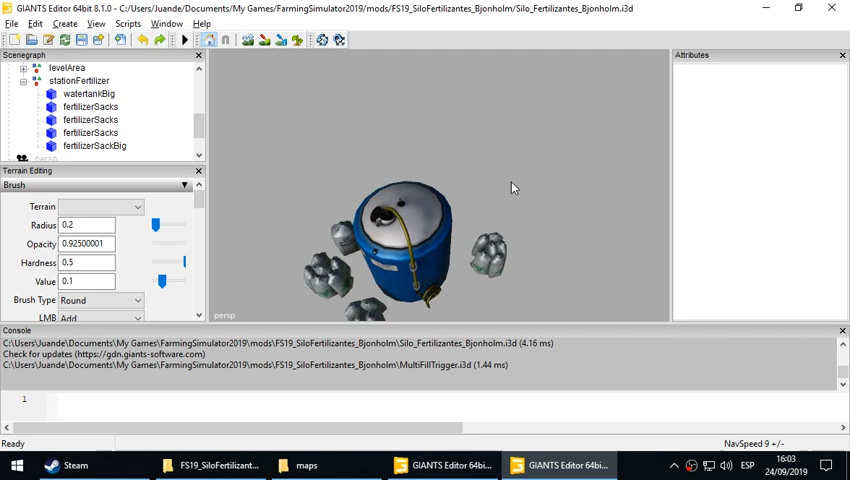 GIANTS Editor 64bit 8.1.0 - C:/Users/Juande/Documents/My Games/FarmingSimulator2019/mods/FS19_SiloFertilizantes_Bjonholm/Silo_Fertilizantes_Bjonholm.i3d
File Edit Create View Scripts Window Help
Scenegraph
levelArea
stationFertilizer
watertankBig
fertilizerSacks
fertilizerSacks
fertilizerSacks
fertilizerSackBig
persp
Terrain Editing
Brush
Terrain
Radius 0.2
Opacity 0.92500001
Hardness 0.5
Value 0.1
Brush Type Round
LMB Add
persp
Attributes
Console
C:\Users\Juande\Documents\My Games\FarmingSimulator2019\mods\FS19_SiloFertilizantes_Bjonholm\Silo_Fertilizantes_Bjonholm.i3d (4.16 ms)
Check for updates (https://gdn.giants-software.com)
C:\Users\Juande\Documents\My Games\FarmingSimulator2019\mods\FS19_SiloFertilizantes_Bjonholm\MultiFillTrigger.i3d (1.44 ms)
1
Ready NavSpeed 9 +/-
Steam FS19_SiloFertilizant... maps GIANTS Editor 64bi... GIANTS Editor 64bi... ESP 16:03
24/09/2019